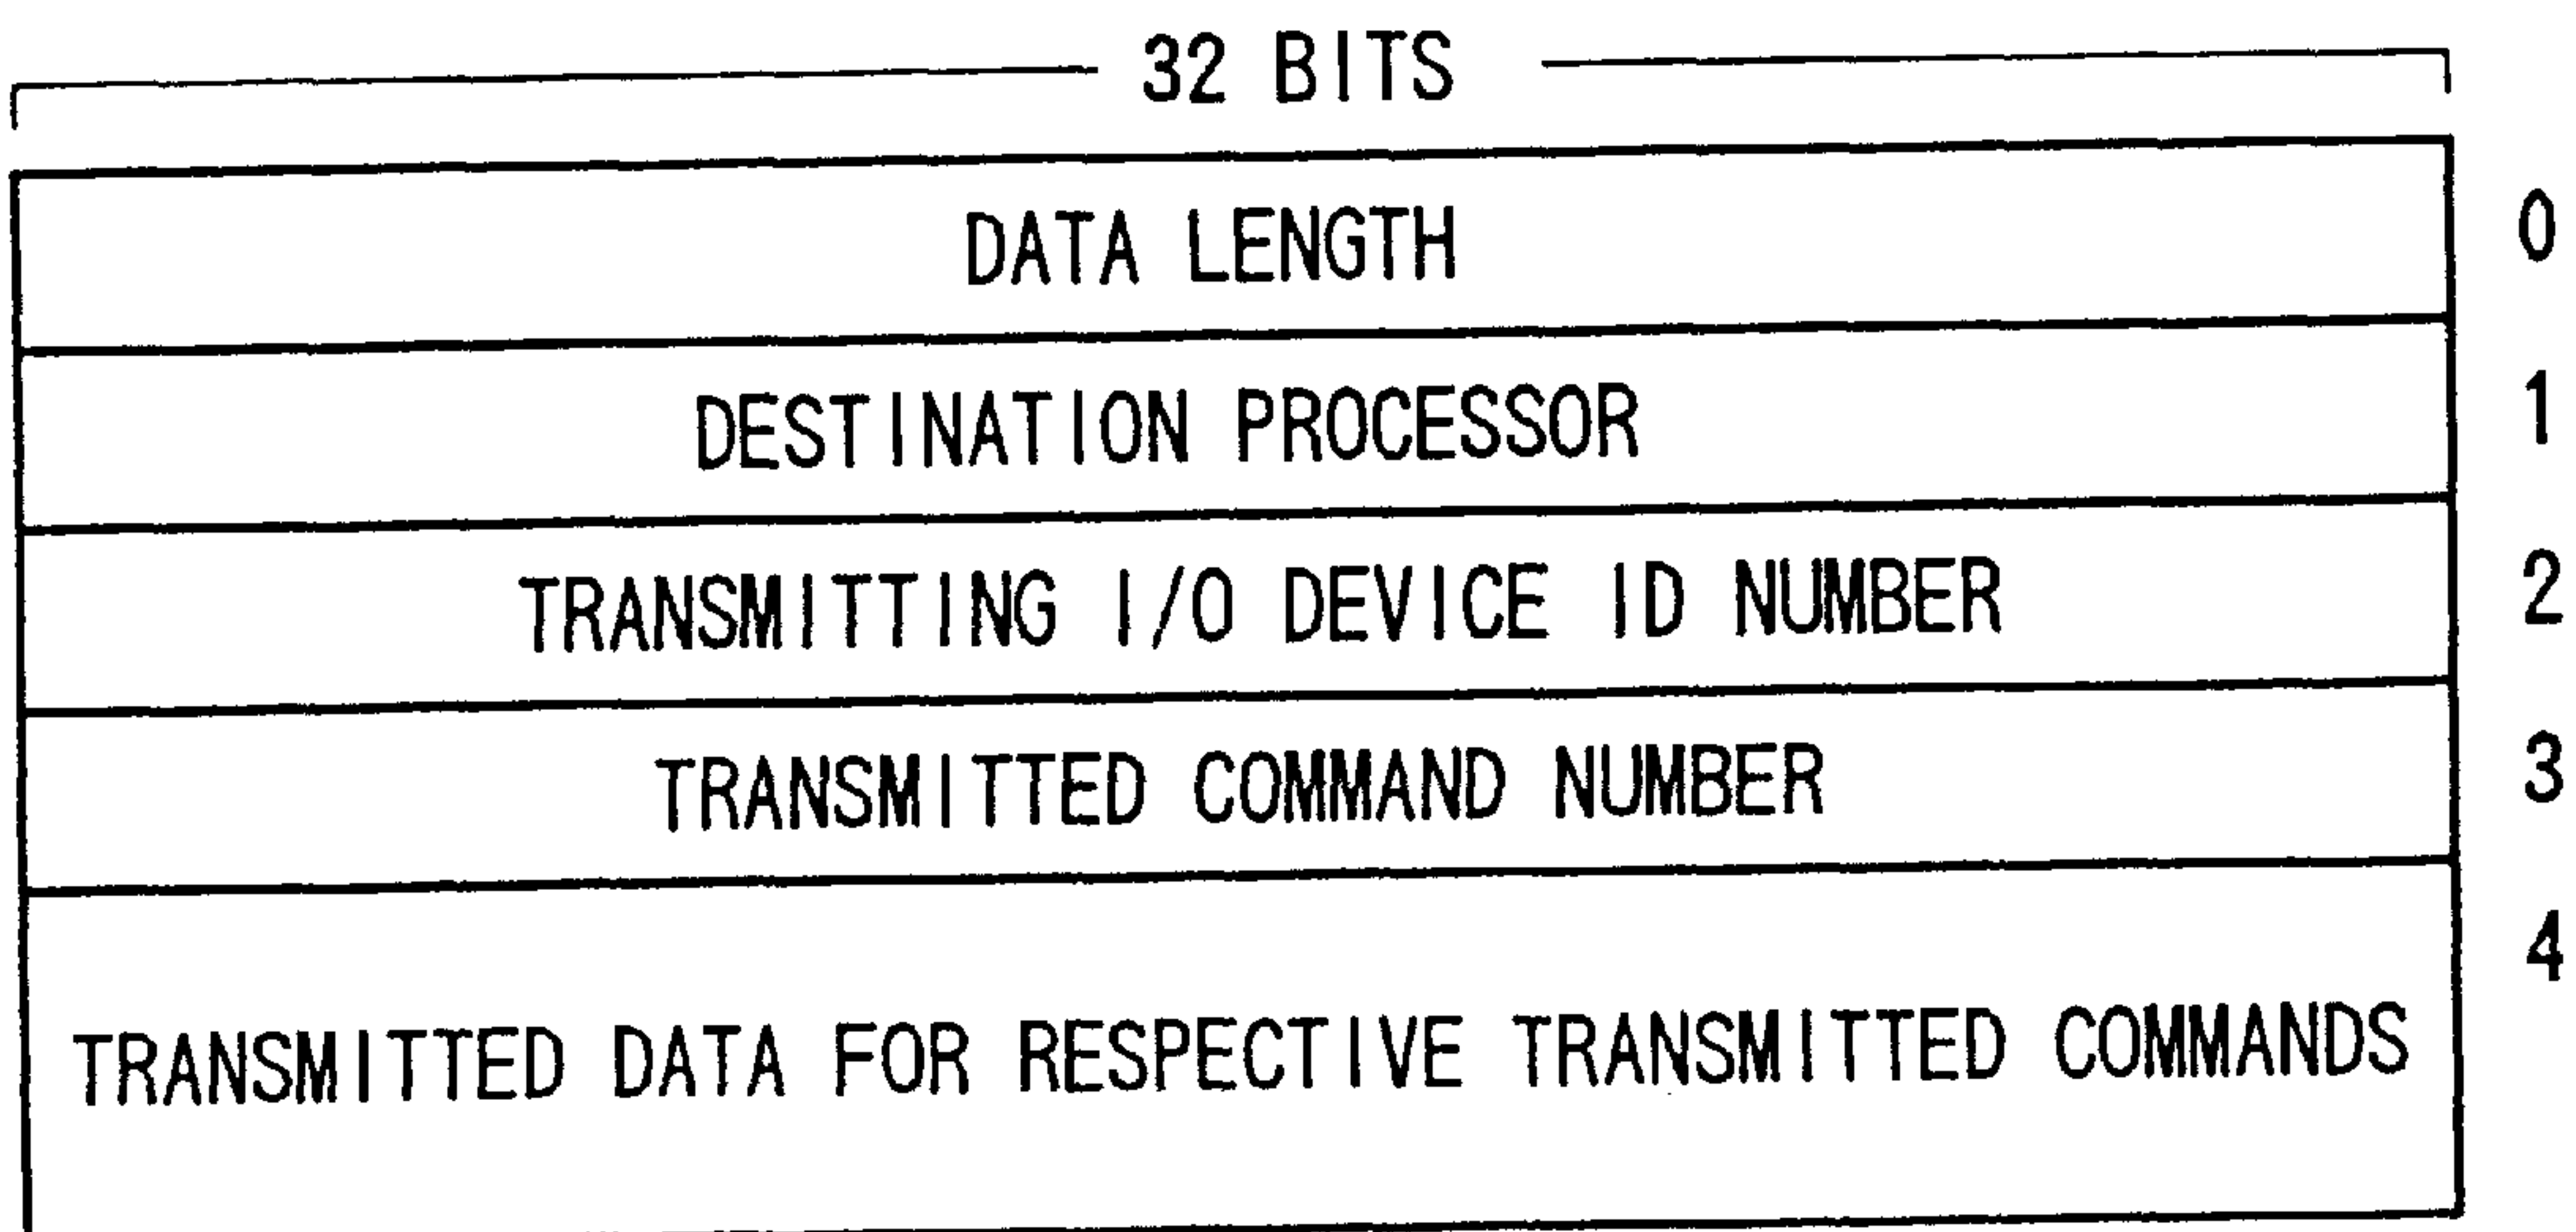 32 BITS
DATA LENGTH 0
DESTINATION PROCESSOR 1
TRANSMITTING I/O DEVICE ID NUMBER 2
TRANSMITTED COMMAND NUMBER 3
4
TRANSMITTED DATA FOR RESPECTIVE TRANSMITTED COMMANDS